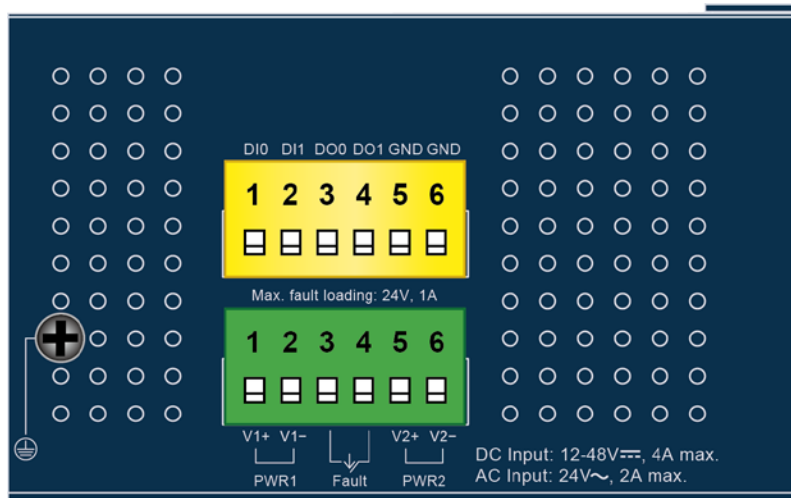 DI0 DI1 DO0 DO1 GND GND
1 2 3 4 5 6
Max. fault loading: 24V, 1A
1 2 3 4 5 6
V1+ V1− V2+ V2−
PWR1 Fault PWR2
DC Input: 12-48V⎓, 4A max.
AC Input: 24V～, 2A max.